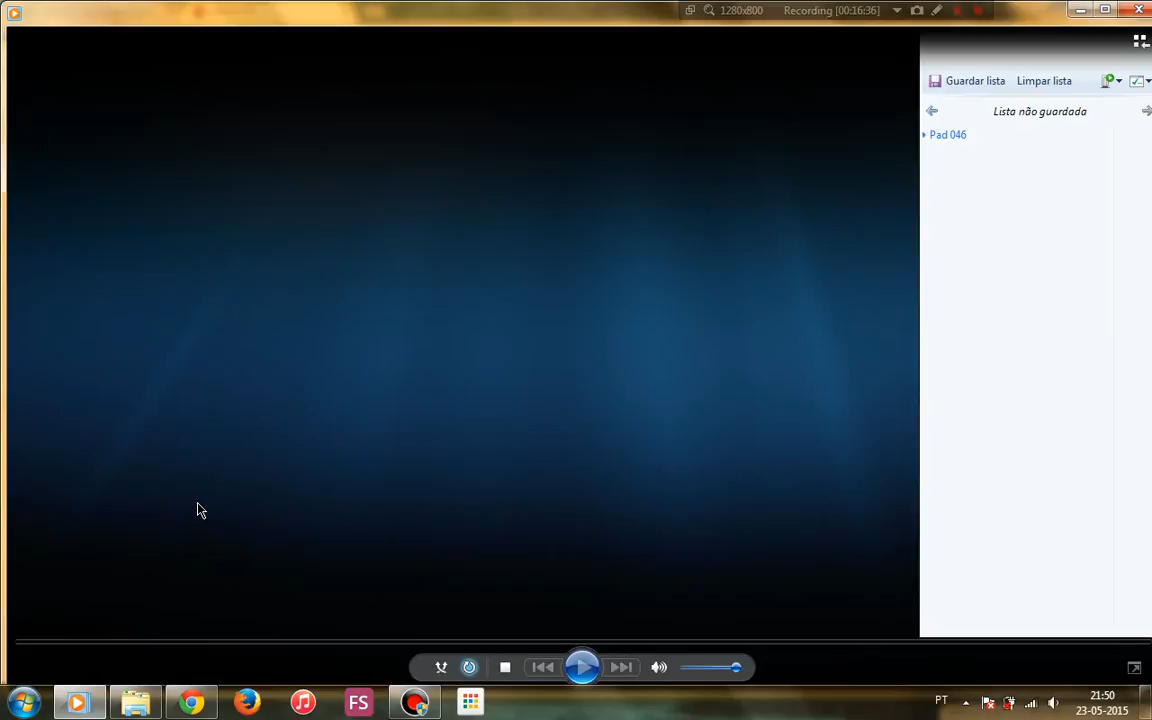 1280x800 Recording [00:16:36]
Guardar lista Limpar lista
Lista não guardada
Pad 046
FS
PT
21:50
23-05-2015